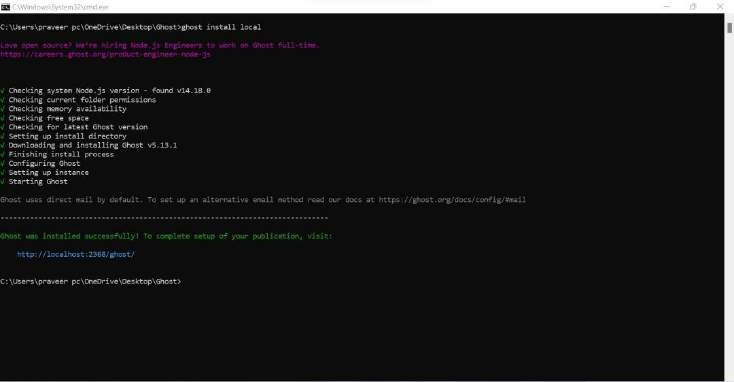 C:\Windows\System32\cmd.exe
C:\Users\praveer pc\OneDrive\Desktop\Ghost>ghost install local
Love open source? We're hiring Node.js Engineers to work on Ghost full-time.
https://careers.ghost.org/product-engineer-node-js
√ Checking system Node.js version - found v14.18.0
√ Checking current folder permissions
√ Checking memory availability
√ Checking free space
√ Checking for latest Ghost version
√ Setting up install directory
√ Downloading and installing Ghost v5.13.1
√ Finishing install process
√ Configuring Ghost
√ Setting up instance
√ Starting Ghost
Ghost uses direct mail by default. To set up an alternative email method read our docs at https://ghost.org/docs/config/#mail
------------------------------------------------------------------------------
Ghost was installed successfully! To complete setup of your publication, visit:
http://localhost:2368/ghost/
C:\Users\praveer pc\OneDrive\Desktop\Ghost>